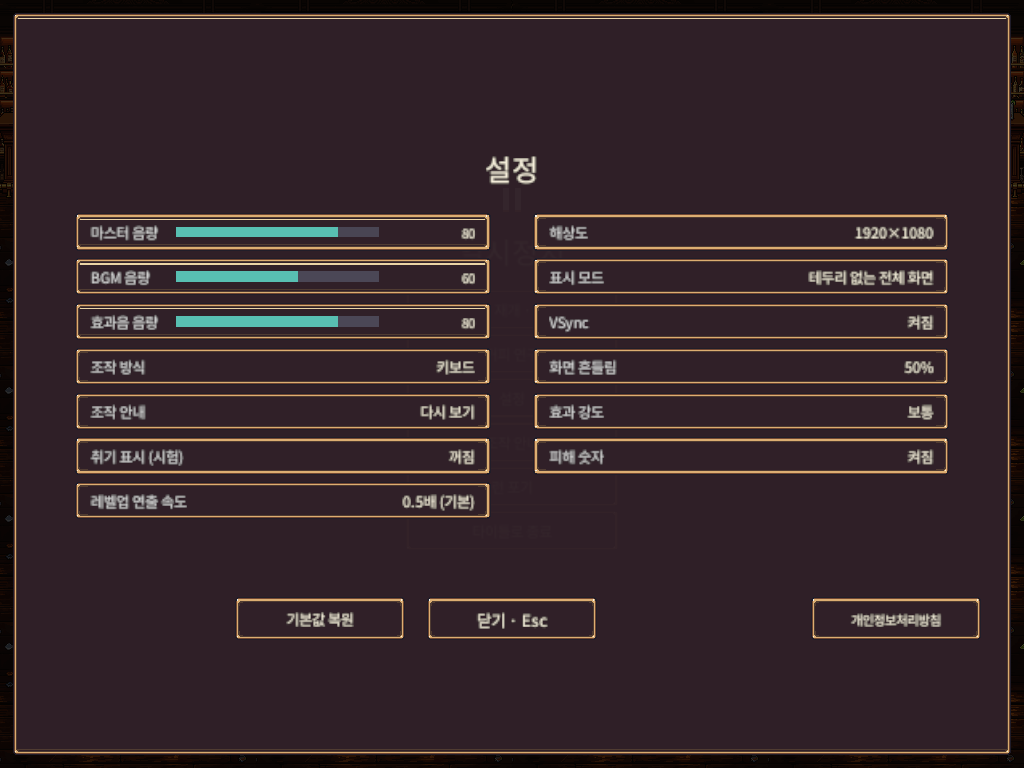 설정
마스터 음량 80
BGM 음량 60
효과음 음량 80
조작 방식 키보드
조작 안내 다시 보기
취기 표시 (시험) 꺼짐
레벨업 연출 속도 0.5배 (기본)
해상도 1920×1080
표시 모드 테두리 없는 전체 화면
VSync 켜짐
화면 흔들림 50%
효과 강도 보통
피해 숫자 켜짐
기본값 복원
닫기 · Esc
개인정보처리방침